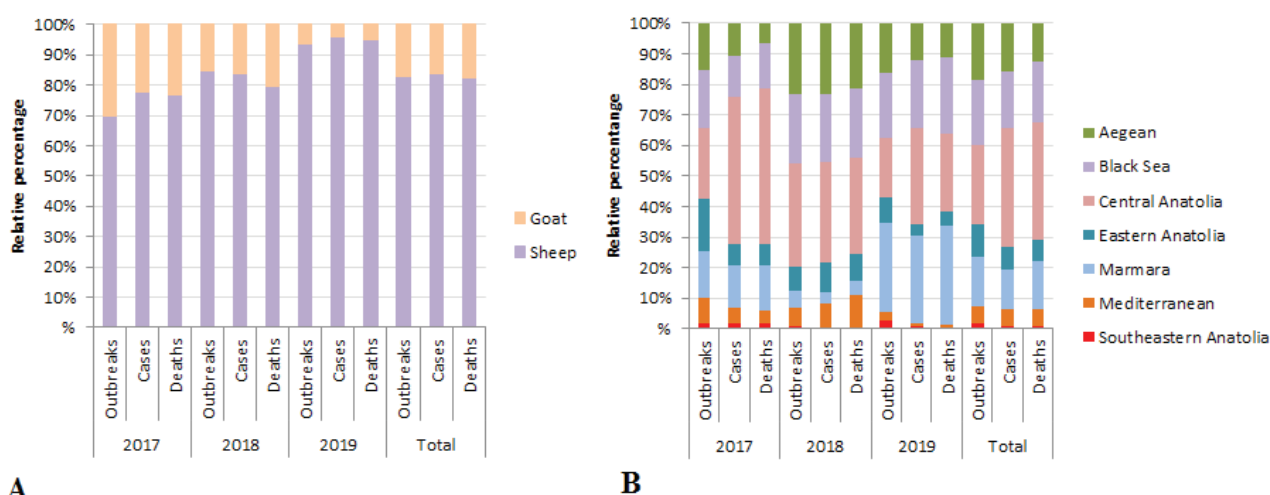 100%
90%
80%
70%
60%
50%
40%
30%
20%
10%
%
Relative percentage
Outbreaks
Cases
Deaths
Outbreaks
Cases
Deaths
Outbreaks
Cases
Deaths
Outbreaks
Cases
Deaths
2017
2018
2019
Total
Goat
Sheep
A
100%
90%
80%
70%
60%
50%
40%
30%
20%
10%
%
Relative percentange
Outbreaks
Cases
Deaths
Outbreaks
Cases
Deaths
Outbreaks
Cases
Deaths
Outbreaks
Cases
Deaths
2017
2018
2019
Total
Aegean
Black Sea
Central Anatolia
Eastern Anatolia
Marmara
Mediterranean
Southeastern Anatolia
B